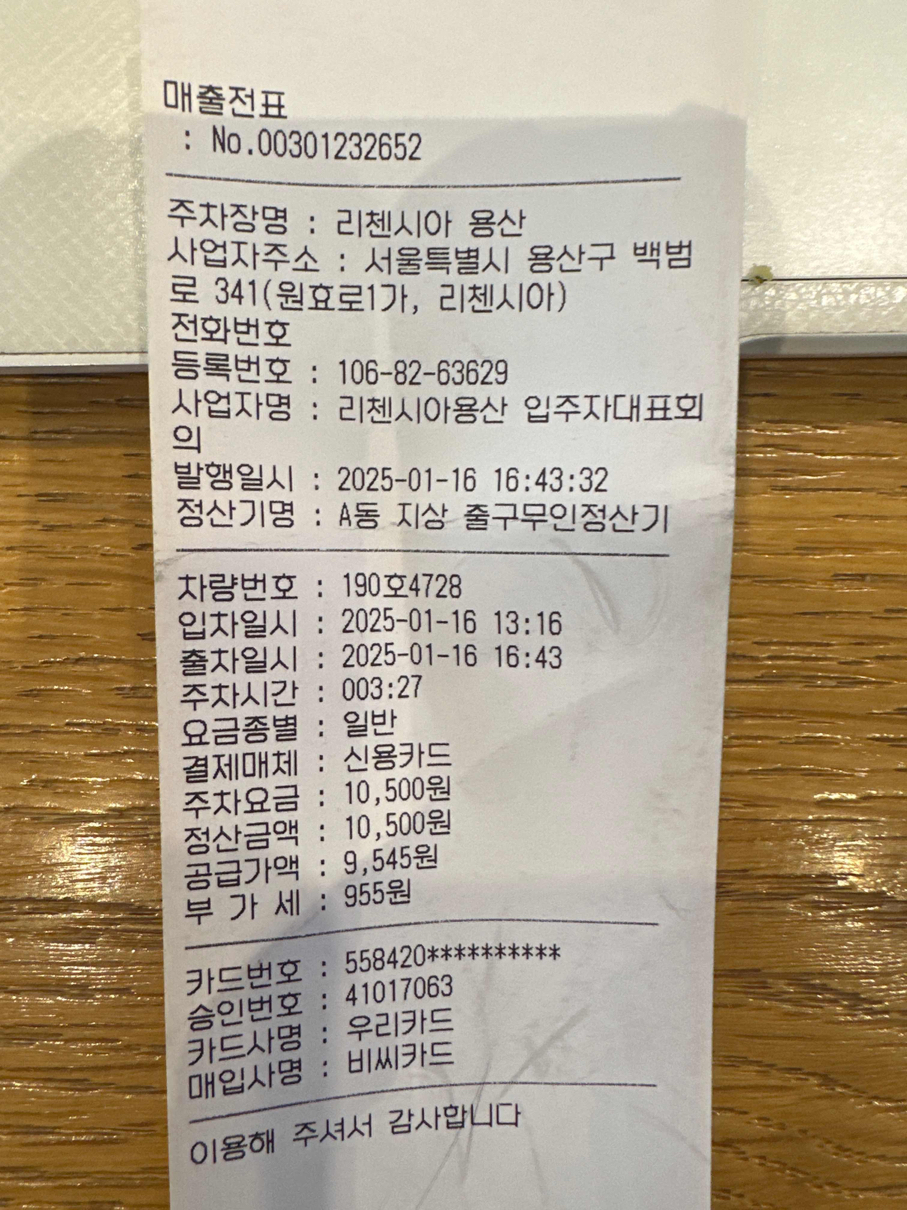 매출전표
: No.00301232652
주차장명 : 리첸시아 용산
사업자주소 : 서울특별시 용산구 백범
로 341(원효로1가, 리첸시아)
전화번호
등록번호 : 106-82-63629
사업자명 : 리첸시아용산 입주자대표회
의
발행일시 : 2025-01-16 16:43:32
정산기명 : A동 지상 출구무인정산기
차량번호 : 190호4728
입차일시 : 2025-01-16 13:16
출차일시 : 2025-01-16 16:43
주차시간 : 003:27
요금종별 : 일반
결제매체 : 신용카드
주차요금 : 10,500원
정산금액 : 10,500원
공급가액 : 9,545원
부 가 세 : 955원
카드번호 : 558420**********
승인번호 : 41017063
카드사명 : 우리카드
매입사명 : 비씨카드
이용해 주셔서 감사합니다